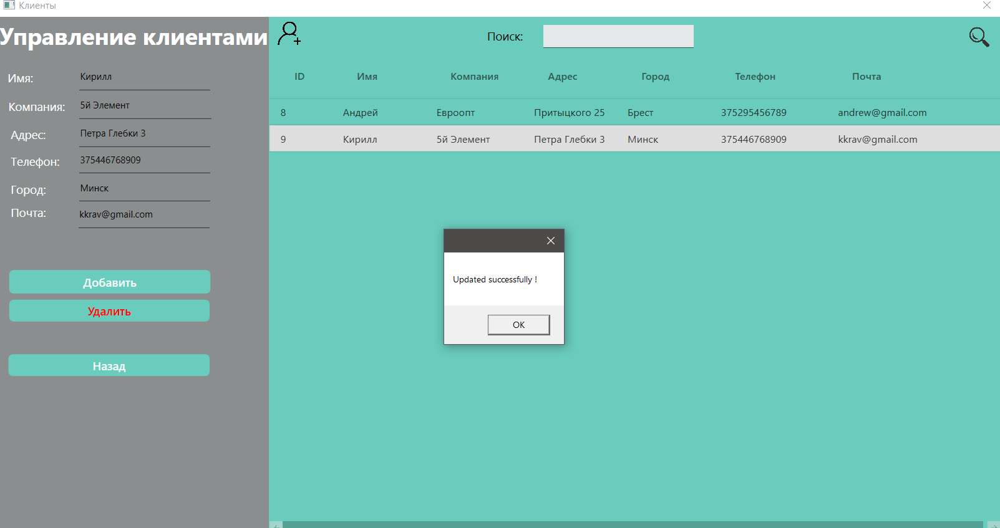 Клиенты
Управление клиентами
Имя: Кирилл
Компания: 5й Элемент
Адрес: Петра Глебки 3
Телефон: 375446768909
Город: Минск
Почта: kkrav@gmail.com
Добавить
Удалить
Назад
Поиск:
ID Имя Компания Адрес Город Телефон Почта
8 Андрей Евроопт Притыцкого 25 Брест 375295456789 andrew@gmail.com
9 Кирилл 5й Элемент Петра Глебки 3 Минск 375446768909 kkrav@gmail.com
Updated successfully !
OK